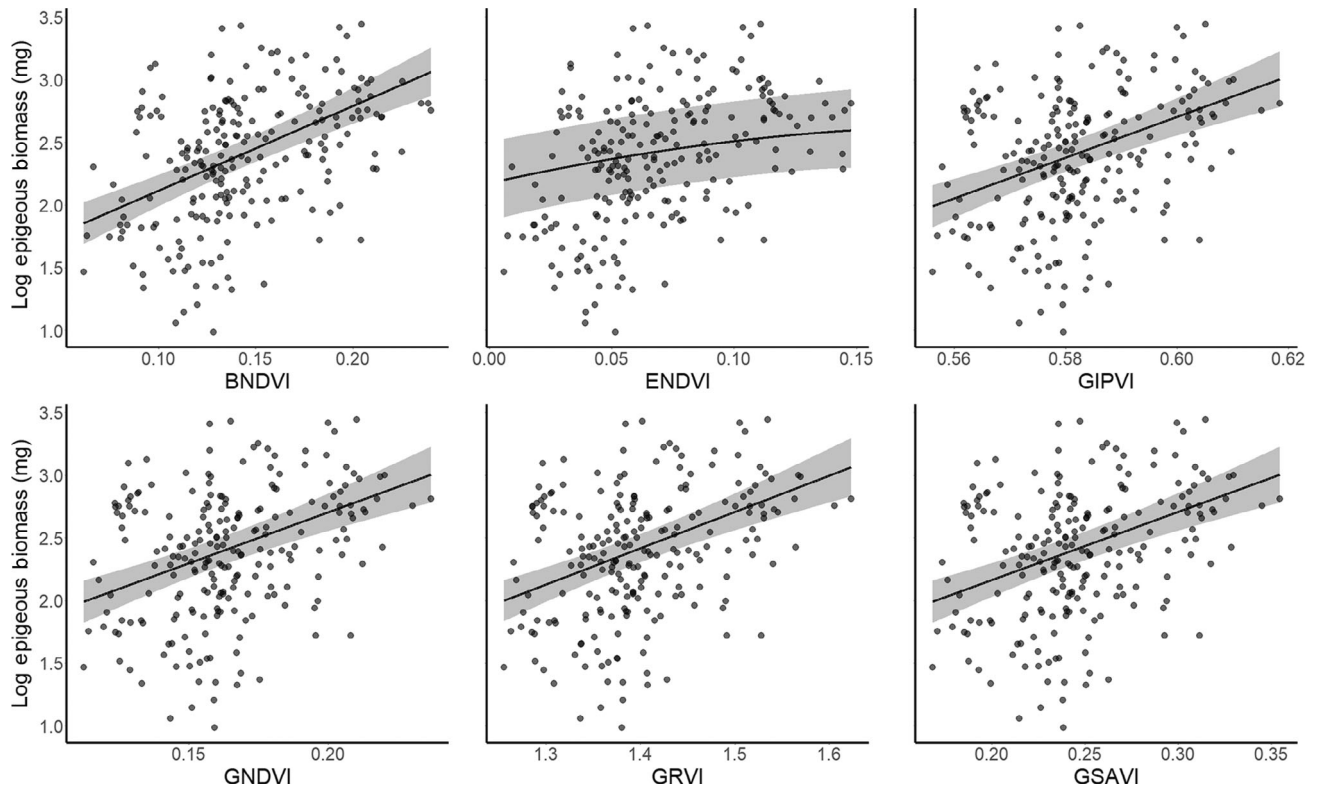 Log epigeous biomass (mg)
3.5
3.0
2.5
2.0
1.5
1.0
0.10 0.15 0.20
BNDVI
0.00 0.05 0.10 0.15
ENDVI
0.56 0.58 0.60 0.62
GIPVI
Log epigeous biomass (mg)
3.5
3.0
2.5
2.0
1.5
1.0
0.15 0.20
GNDVI
1.3 1.4 1.5 1.6
GRVI
0.20 0.25 0.30 0.35
GSAVI